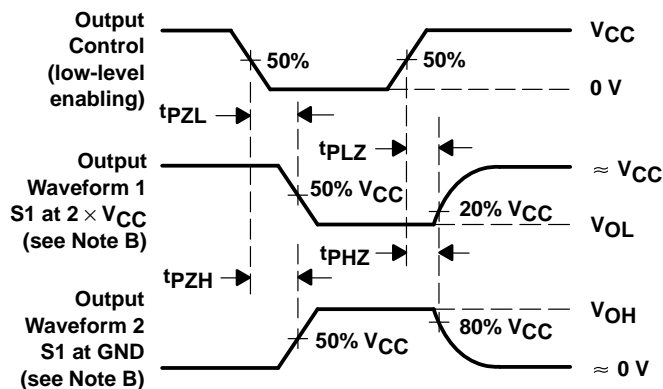 Output
Control
(low-level
enabling)
50%
50%
VCC
0 V
tPZL
tPLZ
Output
Waveform 1
S1 at 2 × VCC
(see Note B)
50% VCC
20% VCC
≈ VCC
VOL
tPZH
tPHZ
Output
Waveform 2
S1 at GND
(see Note B)
50% VCC
80% VCC
VOH
≈ 0 V